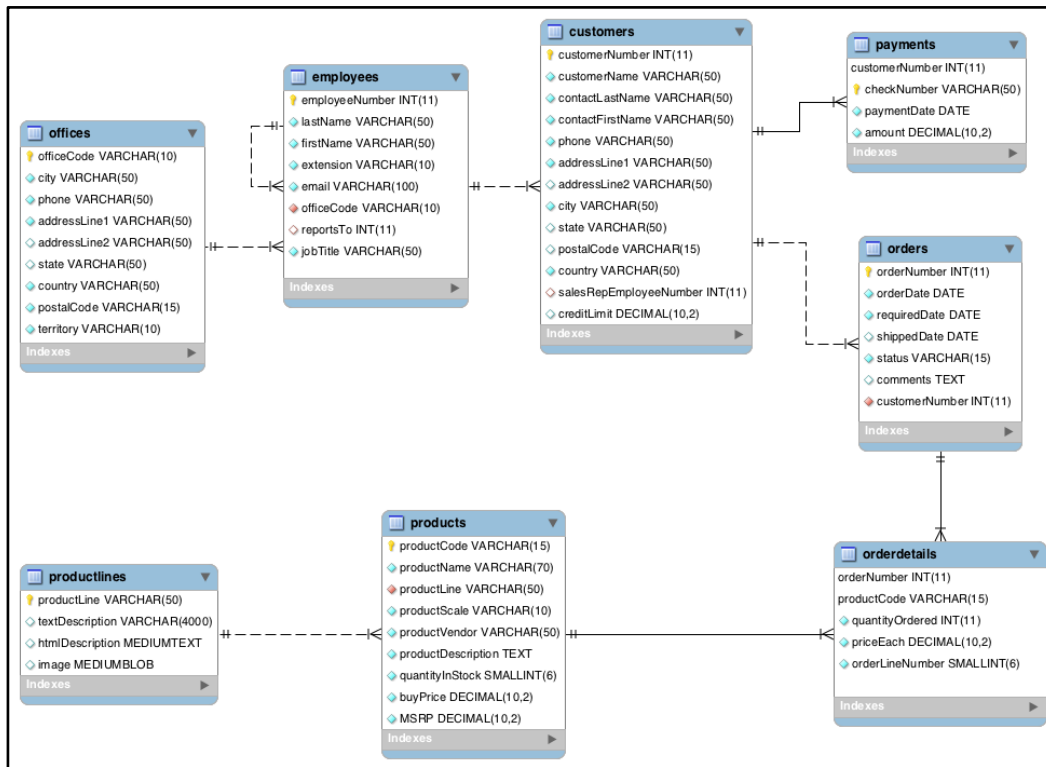 offices
officeCode VARCHAR(10)
city VARCHAR(50)
phone VARCHAR(50)
addressLine1 VARCHAR(50)
addressLine2 VARCHAR(50)
state VARCHAR(50)
country VARCHAR(50)
postalCode VARCHAR(15)
territory VARCHAR(10)
Indexes
employees
employeeNumber INT(11)
lastName VARCHAR(50)
firstName VARCHAR(50)
extension VARCHAR(10)
email VARCHAR(100)
officeCode VARCHAR(10)
reportsTo INT(11)
jobTitle VARCHAR(50)
Indexes
customers
customerNumber INT(11)
customerName VARCHAR(50)
contactLastName VARCHAR(50)
contactFirstName VARCHAR(50)
phone VARCHAR(50)
addressLine1 VARCHAR(50)
addressLine2 VARCHAR(50)
city VARCHAR(50)
state VARCHAR(50)
postalCode VARCHAR(15)
country VARCHAR(50)
salesRepEmployeeNumber INT(11)
creditLimit DECIMAL(10,2)
Indexes
payments
customerNumber INT(11)
checkNumber VARCHAR(50)
paymentDate DATE
amount DECIMAL(10,2)
Indexes
orders
orderNumber INT(11)
orderDate DATE
requiredDate DATE
shippedDate DATE
status VARCHAR(15)
comments TEXT
customerNumber INT(11)
Indexes
productlines
productLine VARCHAR(50)
textDescription VARCHAR(4000)
htmlDescription MEDIUMTEXT
image MEDIUMBLOB
Indexes
products
productCode VARCHAR(15)
productName VARCHAR(70)
productLine VARCHAR(50)
productScale VARCHAR(10)
productVendor VARCHAR(50)
productDescription TEXT
quantityInStock SMALLINT(6)
buyPrice DECIMAL(10,2)
MSRP DECIMAL(10,2)
Indexes
orderdetails
orderNumber INT(11)
productCode VARCHAR(15)
quantityOrdered INT(11)
priceEach DECIMAL(10,2)
orderLineNumber SMALLINT(6)
Indexes